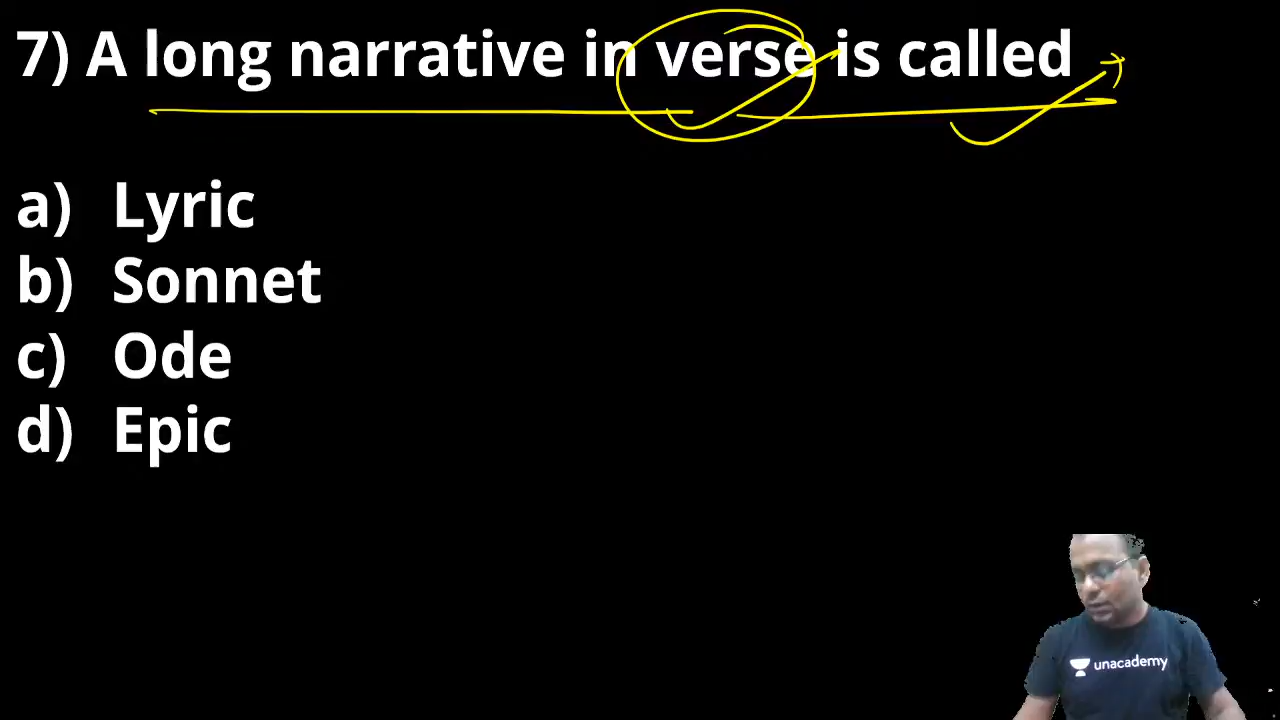 7) A long narrative in verse is called
a) Lyric
b) Sonnet
c) Ode
d) Epic
unacademy